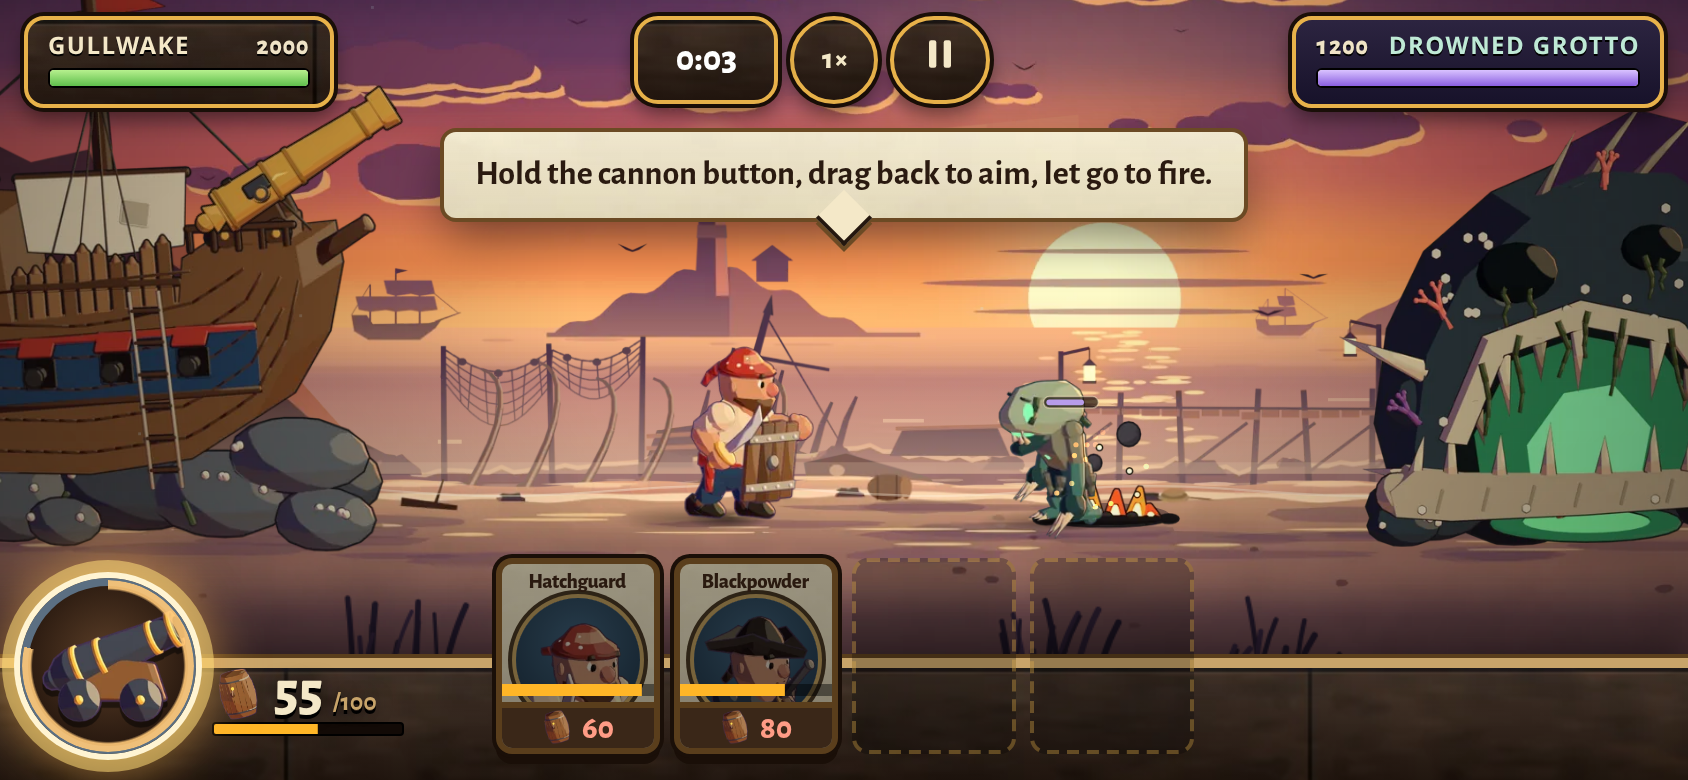 GULLWAKE 2000
0:03
1×
1200 DROWNED GROTTO
Hold the cannon button, drag back to aim, let go to fire.
Hatchguard
Blackpowder
55 /100
60
80